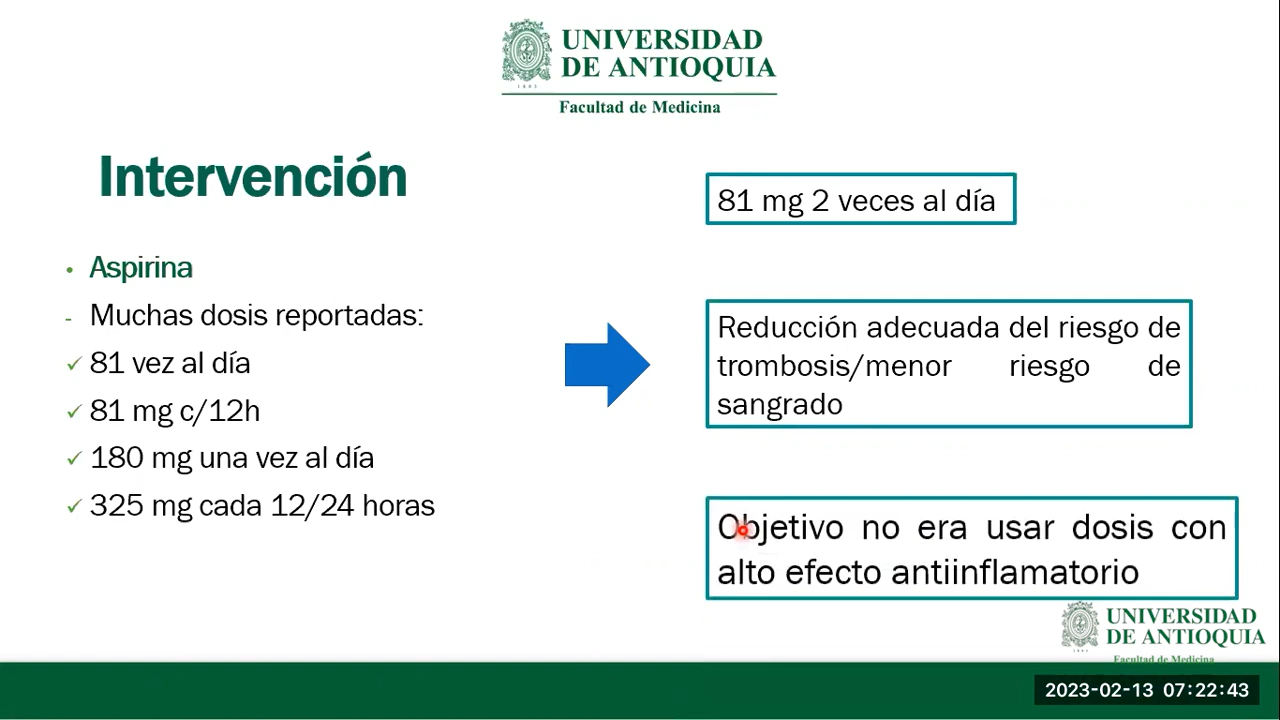 UNIVERSIDAD
DE ANTIOQUIA
1803
Facultad de Medicina
Intervención
Aspirina
- Muchas dosis reportadas:
81 vez al día
81 mg c/12h
180 mg una vez al día
325 mg cada 12/24 horas
81 mg 2 veces al día
Reducción adecuada del riesgo de
trombosis/menor riesgo de
sangrado
Objetivo no era usar dosis con
alto efecto antiinflamatorio
UNIVERSIDAD
DE ANTIOQUIA
1803
Facultad de Medicina
2023-02-13 07:22:43